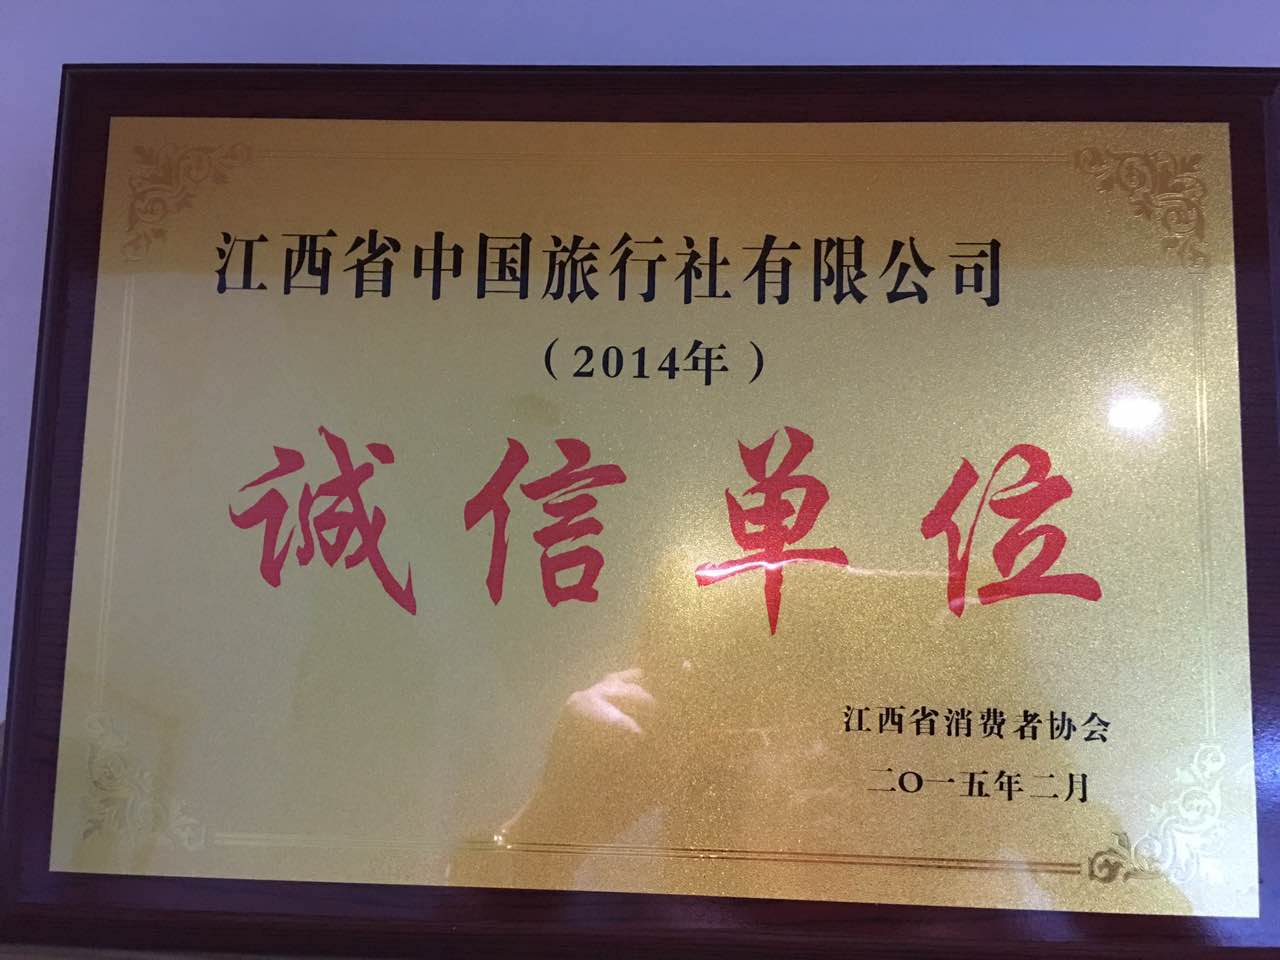 江西省中国旅行社有限公司
（2014年）
诚信单位
江西省消费者协会
二〇一五年二月